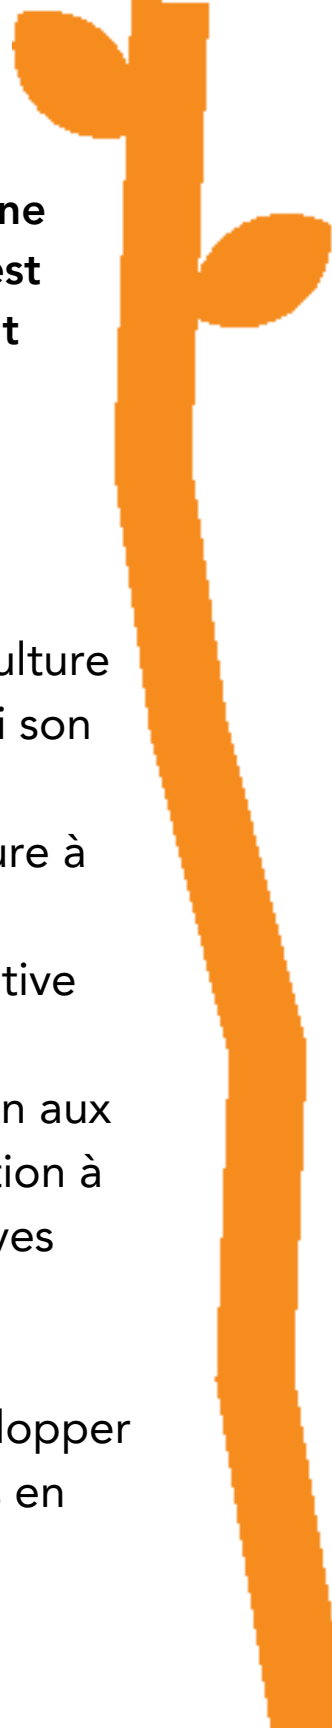 ne
est
t
ulture
i son
ure à
tive
n aux
tion à
ves
lopper
en